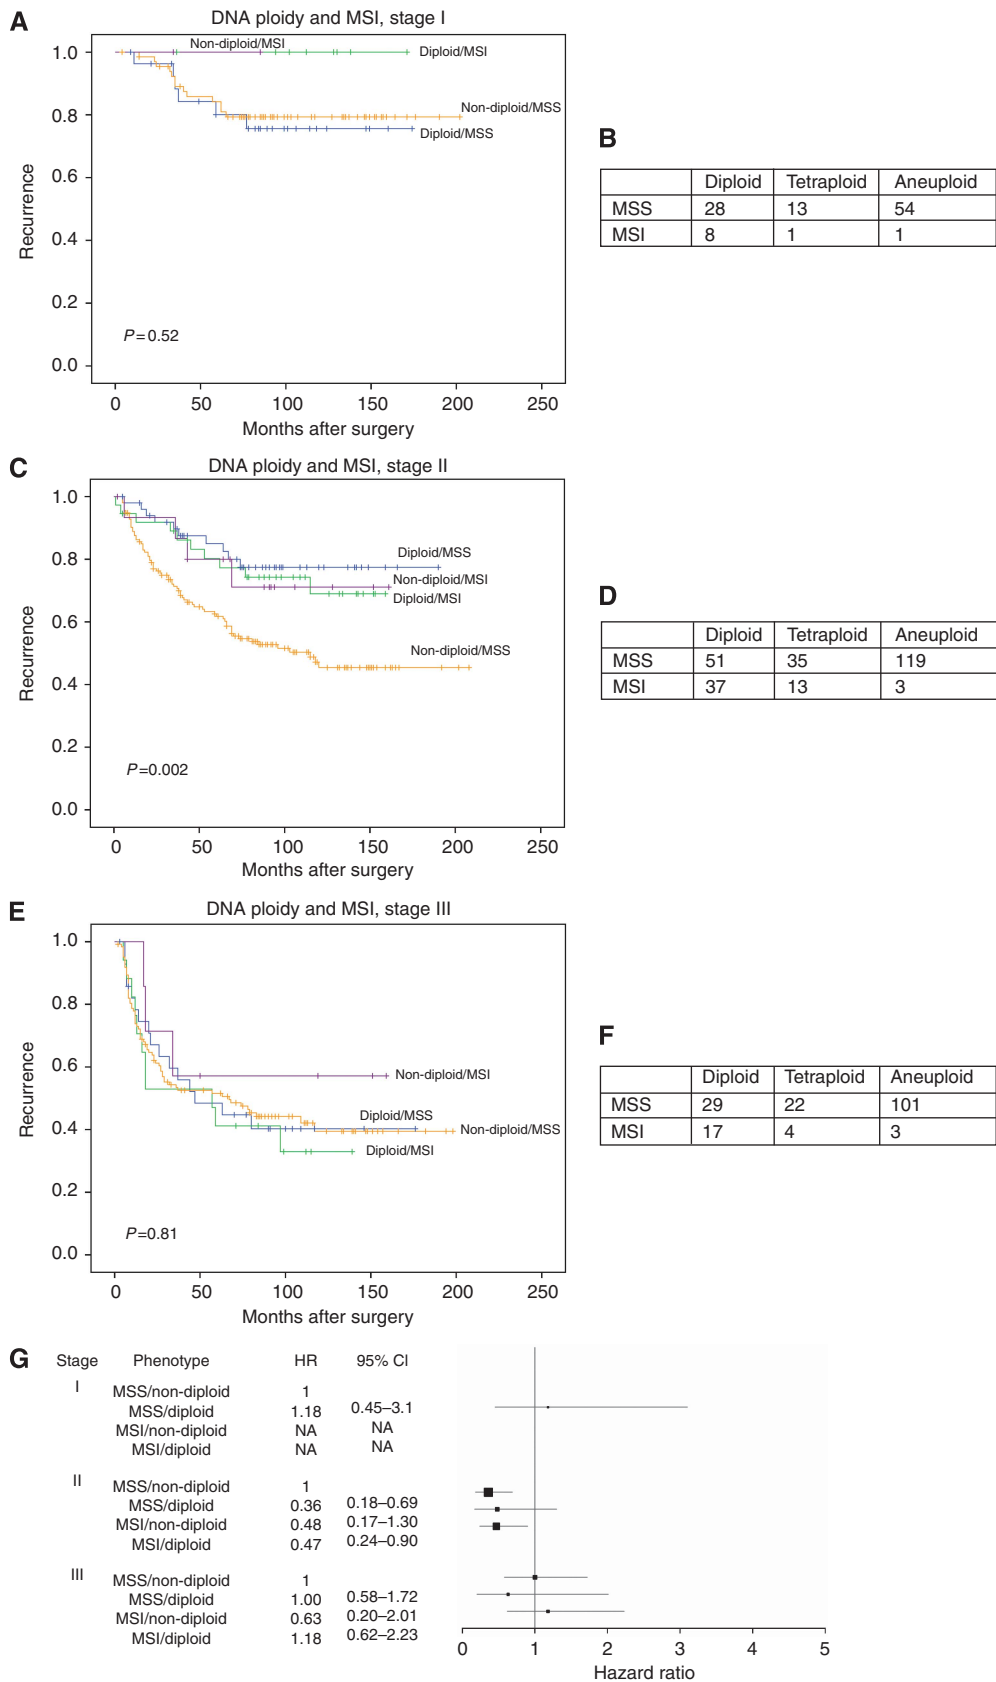 A
DNA ploidy and MSI, stage I
Non-diploid/MSI
Diploid/MSI
Non-diploid/MSS
Diploid/MSS
1.0
0.8
0.6
0.4
0.2
0.0
Recurrence
P=0.52
0 50 100 150 200 250
Months after surgery
B
Diploid Tetraploid Aneuploid
MSS 28 13 54
MSI 8 1 1
C
DNA ploidy and MSI, stage II
Diploid/MSS
Non-diploid/MSI
Diploid/MSI
Non-diploid/MSS
1.0
0.8
0.6
0.4
0.2
0.0
Recurrence
P=0.002
0 50 100 150 200 250
Months after surgery
D
Diploid Tetraploid Aneuploid
MSS 51 35 119
MSI 37 13 3
E
DNA ploidy and MSI, stage III
Non-diploid/MSI
Diploid/MSS
Non-diploid/MSS
Diploid/MSI
1.0
0.8
0.6
0.4
0.2
0.0
Recurrence
P=0.81
0 50 100 150 200 250
Months after surgery
F
Diploid Tetraploid Aneuploid
MSS 29 22 101
MSI 17 4 3
G
Stage Phenotype HR 95% CI
I
MSS/non-diploid 1
MSS/diploid 1.18 0.45–3.1
MSI/non-diploid NA NA
MSI/diploid NA NA
II
MSS/non-diploid 1
MSS/diploid 0.36 0.18–0.69
MSI/non-diploid 0.48 0.17–1.30
MSI/diploid 0.47 0.24–0.90
III
MSS/non-diploid 1
MSS/diploid 1.00 0.58–1.72
MSI/non-diploid 0.63 0.20–2.01
MSI/diploid 1.18 0.62–2.23
0 1 2 3 4 5
Hazard ratio